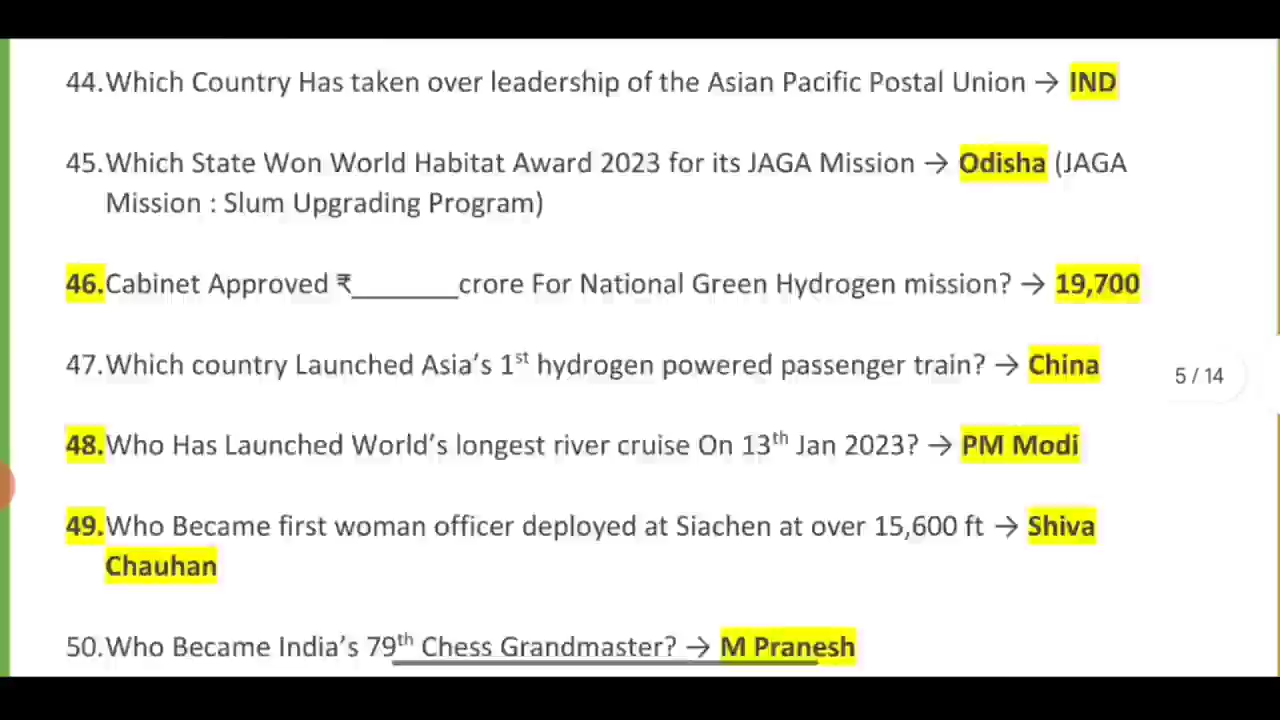 44.Which Country Has taken over leadership of the Asian Pacific Postal Union → IND
45.Which State Won World Habitat Award 2023 for its JAGA Mission → Odisha (JAGA
Mission : Slum Upgrading Program)
46.Cabinet Approved ₹_______crore For National Green Hydrogen mission? → 19,700
47.Which country Launched Asia’s 1st hydrogen powered passenger train? → China
5 / 14
48.Who Has Launched World’s longest river cruise On 13th Jan 2023? → PM Modi
49.Who Became first woman officer deployed at Siachen at over 15,600 ft → Shiva
Chauhan
50.Who Became India’s 79th Chess Grandmaster? → M Pranesh